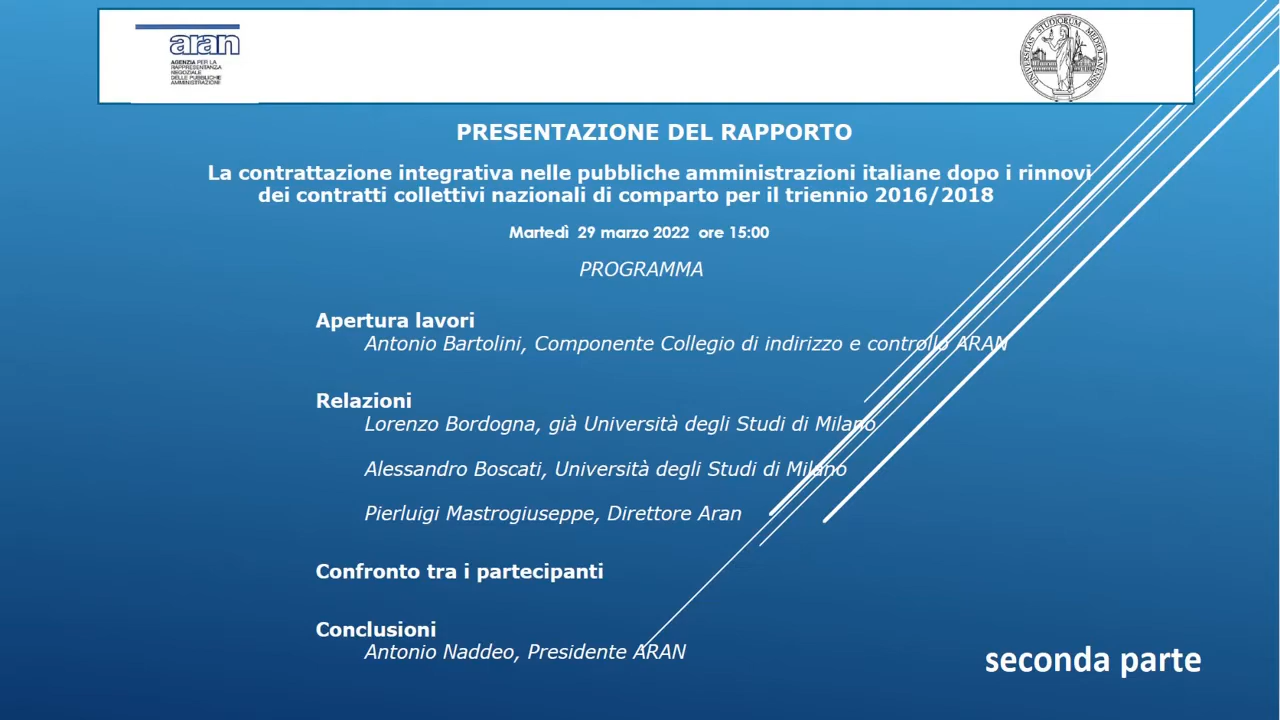 aran
AGENZIA PER LA
RAPPRESENTANZA
NEGOZIALE
DELLE PUBBLICHE
AMMINISTRAZIONI
UNIVERSITAS STUDIORUM MEDIOLANENSIS
PRESENTAZIONE DEL RAPPORTO
La contrattazione integrativa nelle pubbliche amministrazioni italiane dopo i rinnovi
dei contratti collettivi nazionali di comparto per il triennio 2016/2018
Martedì 29 marzo 2022 ore 15:00
PROGRAMMA
Apertura lavori
Antonio Bartolini, Componente Collegio di indirizzo e controllo ARAN
Relazioni
Lorenzo Bordogna, già Università degli Studi di Milano
Alessandro Boscati, Università degli Studi di Milano
Pierluigi Mastrogiuseppe, Direttore Aran
Confronto tra i partecipanti
Conclusioni
Antonio Naddeo, Presidente ARAN
seconda parte